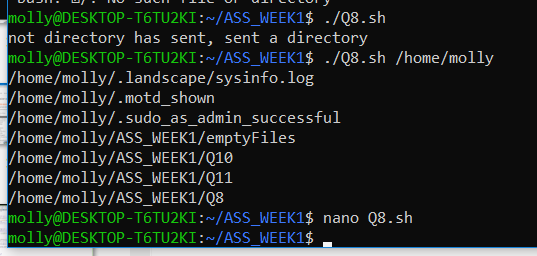 No such file or directory
molly@DESKTOP-T6TU2KI:~/ASS_WEEK1$ ./Q8.sh
not directory has sent, sent a directory
molly@DESKTOP-T6TU2KI:~/ASS_WEEK1$ ./Q8.sh /home/molly
/home/molly/.landscape/sysinfo.log
/home/molly/.motd_shown
/home/molly/.sudo_as_admin_successful
/home/molly/ASS_WEEK1/emptyFiles
/home/molly/ASS_WEEK1/Q10
/home/molly/ASS_WEEK1/Q11
/home/molly/ASS_WEEK1/Q8
molly@DESKTOP-T6TU2KI:~/ASS_WEEK1$ nano Q8.sh
molly@DESKTOP-T6TU2KI:~/ASS_WEEK1$